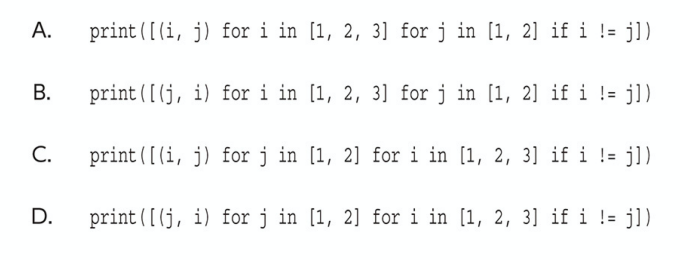 A. print([(i, j) for i in [1, 2, 3] for j in [1, 2] if i != j])
B. print([(j, i) for i in [1, 2, 3] for j in [1, 2] if i != j])
C. print([(i, j) for j in [1, 2] for i in [1, 2, 3] if i != j])
D. print([(j, i) for j in [1, 2] for i in [1, 2, 3] if i != j])